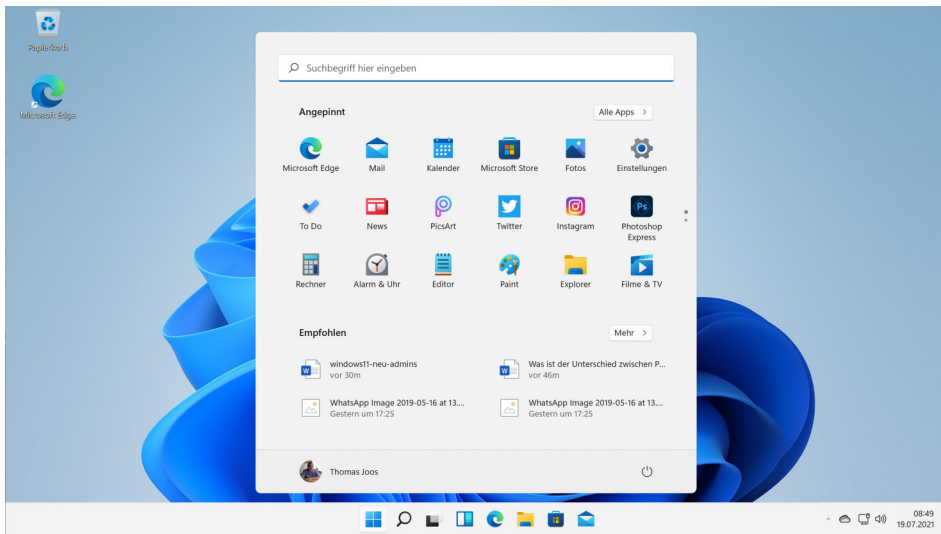 Papierkorb
Microsoft Edge
Suchbegriff hier eingeben
Angepinnt
Alle Apps
Microsoft Edge
Mail
Kalender
Microsoft Store
Fotos
Einstellungen
To Do
News
PicsArt
Twitter
Instagram
Ps
Photoshop
Express
Rechner
Alarm & Uhr
Editor
Paint
Explorer
Filme & TV
Empfohlen
Mehr
W
windows11-neu-admins
vor 30m
W
Was ist der Unterschied zwischen P...
vor 46m
WhatsApp Image 2019-05-16 at 13....
Gestern um 17:25
WhatsApp Image 2019-05-16 at 13....
Gestern um 17:25
Thomas Joos
08:49
19.07.2021